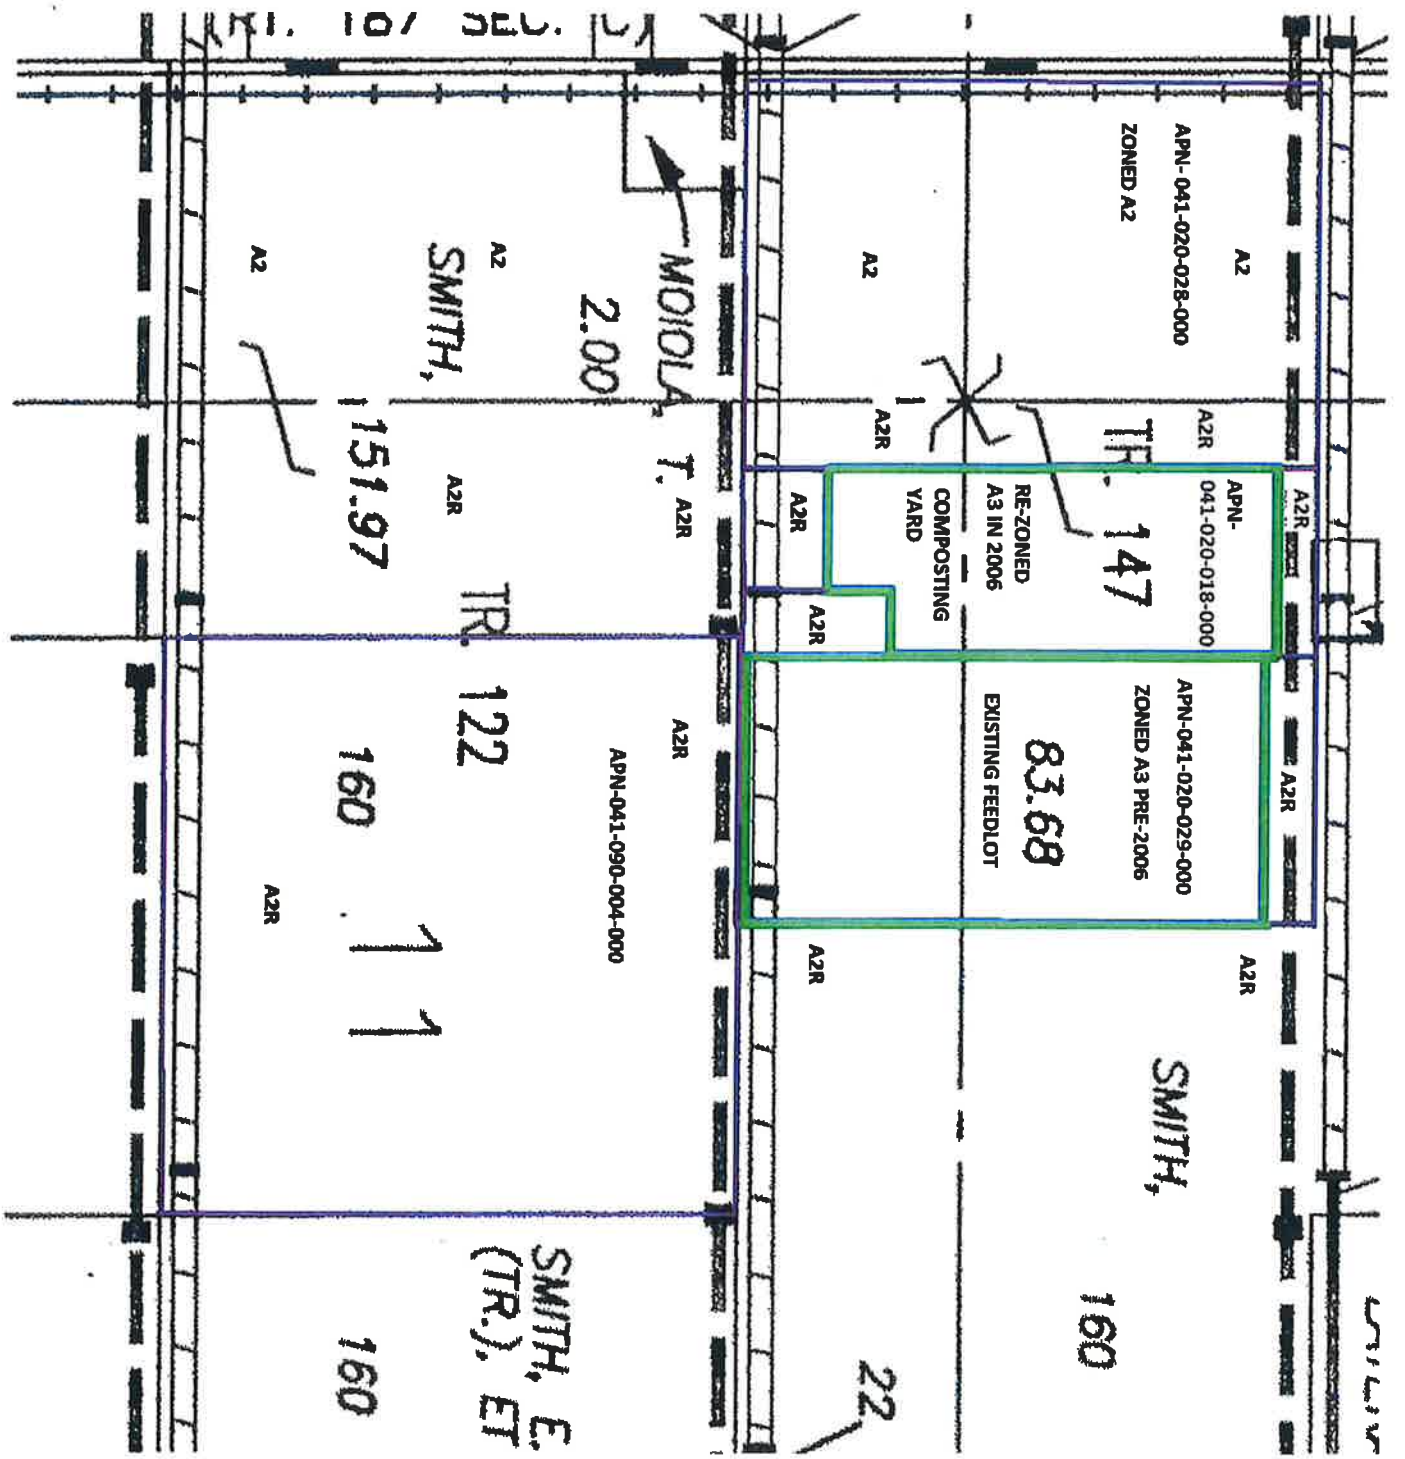 RT. 167 SEC.
APN- 041-020-028-000
ZONED A2
A2
A2
A2
A2
MOIOLA, T.
2.00
SMITH,
151.97
A2R
A2R
A2R
A2R
APN-
041-020-018-000
TR. 147
RE-ZONED
A3 IN 2006
COMPOSTING
YARD
1
A2R
A2R
A2R
APN-041-020-029-000
ZONED A3 PRE-2006
83.68
EXISTING FEEDLOT
A2R
A2R
A2R
SMITH,
160
22
TR. 122
160
A2R
A2R
APN-041-090-004-000
11
SMITH, E.
(TR.), ET
160